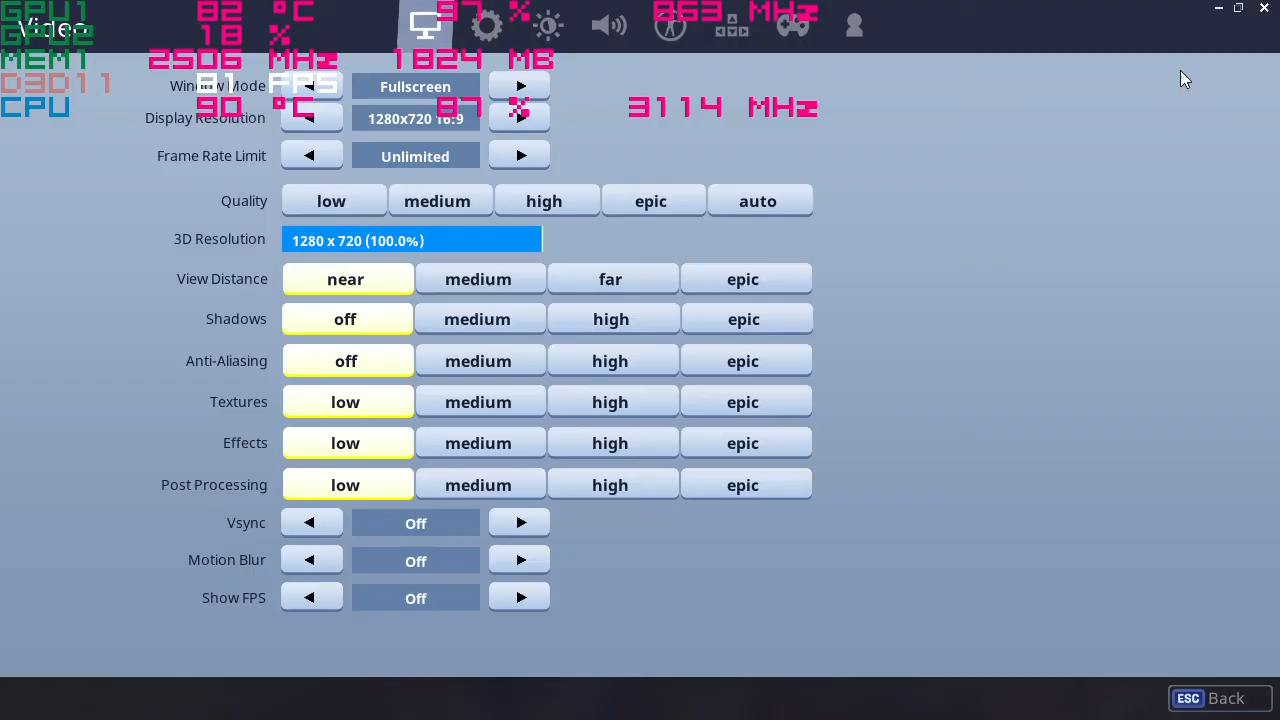 Video
GPU1 82 °C 87 % 863 MHz
GPU2 18 %
MEM1 2506 MHz 1824 MB
D3D11 81 FPS
CPU 90 °C 87 % 3114 MHz
Window Mode Fullscreen
Display Resolution 1280x720 16:9
Frame Rate Limit Unlimited
Quality low medium high epic auto
3D Resolution 1280 x 720 (100.0%)
View Distance near medium far epic
Shadows off medium high epic
Anti-Aliasing off medium high epic
Textures low medium high epic
Effects low medium high epic
Post Processing low medium high epic
Vsync Off
Motion Blur Off
Show FPS Off
ESC Back